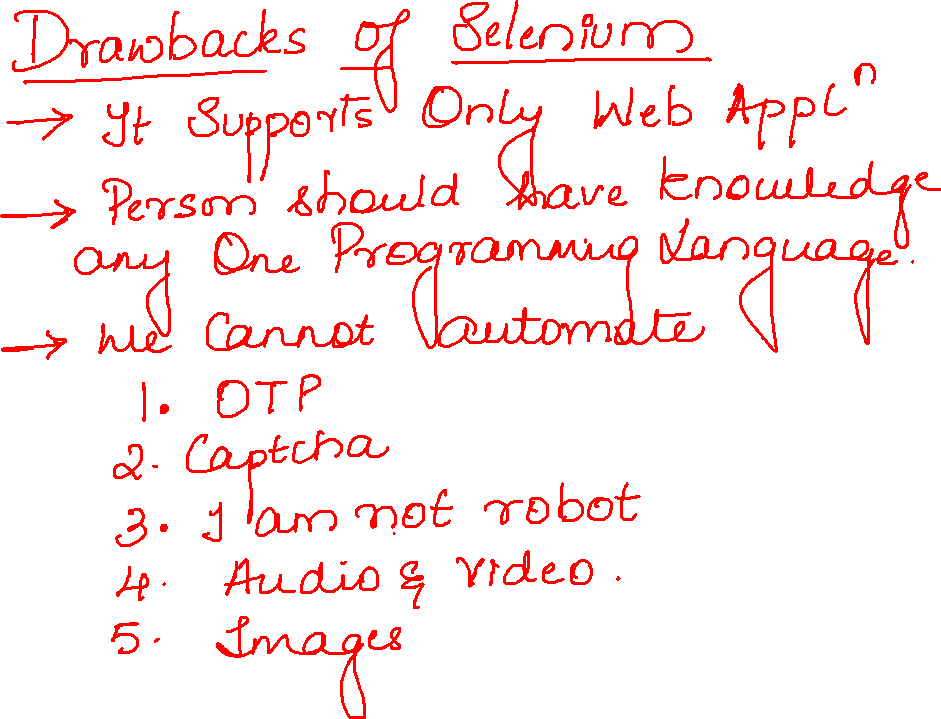 Drawbacks of Selenium
→ It Supports Only Web Applⁿ
→ Person should have knowledge
any One Programming Language.
→ We Cannot automate
1. OTP
2. Captcha
3. I am not robot
4. Audio & Video.
5. Images